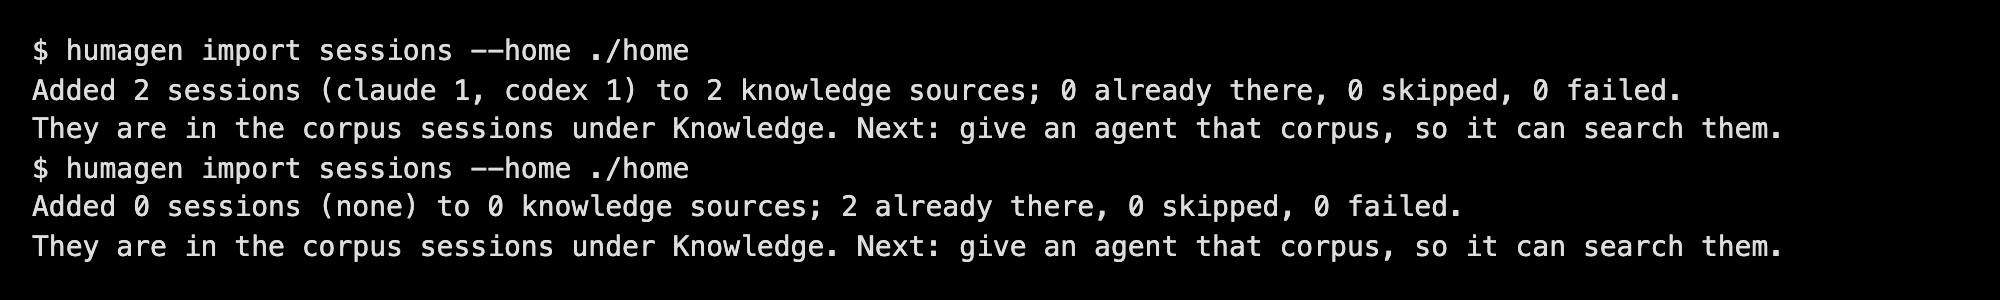 $ humagen import sessions --home ./home
Added 2 sessions (claude 1, codex 1) to 2 knowledge sources; 0 already there, 0 skipped, 0 failed.
They are in the corpus sessions under Knowledge. Next: give an agent that corpus, so it can search them.
$ humagen import sessions --home ./home
Added 0 sessions (none) to 0 knowledge sources; 2 already there, 0 skipped, 0 failed.
They are in the corpus sessions under Knowledge. Next: give an agent that corpus, so it can search them.